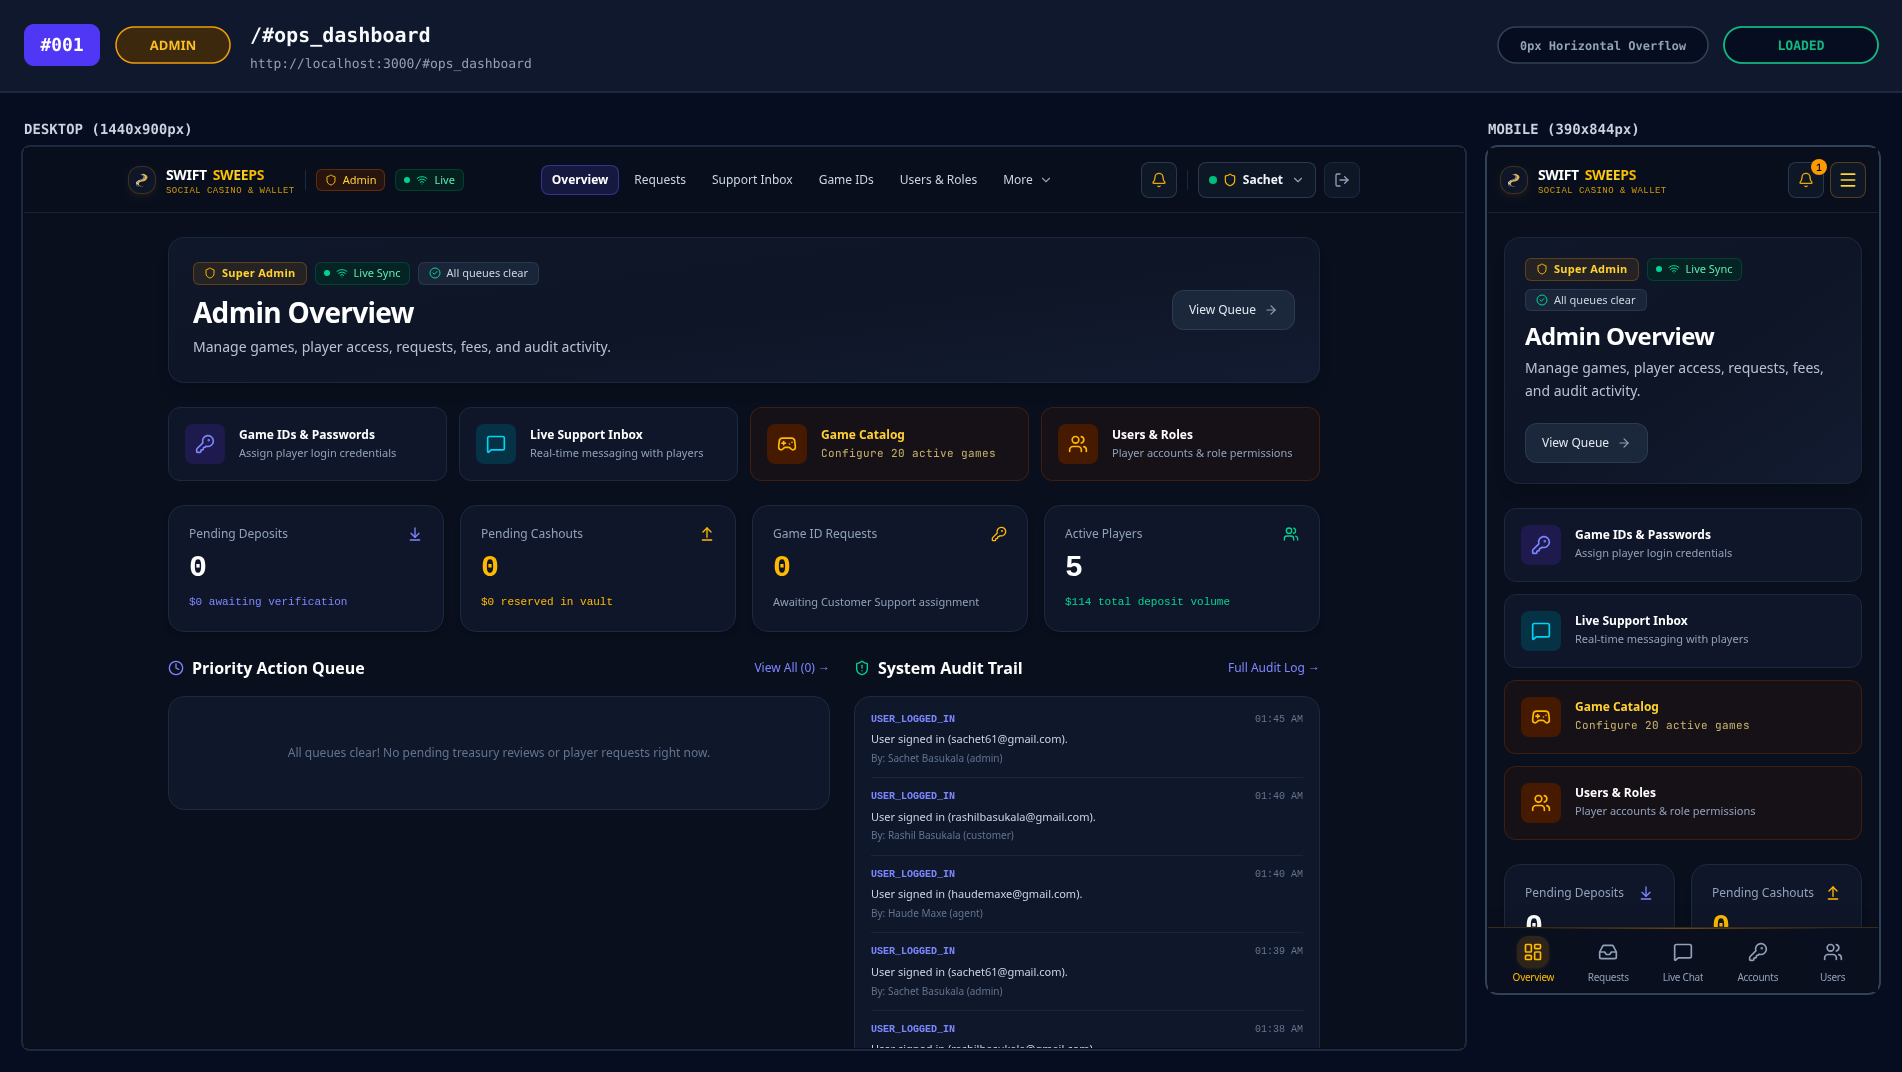 #001
ADMIN
/#ops_dashboard
http://localhost:3000/#ops_dashboard
0px Horizontal Overflow
LOADED
DESKTOP (1440x900px)
SWIFT SWEEPS
SOCIAL CASINO & WALLET
Admin
Live
Overview
Requests
Support Inbox
Game IDs
Users & Roles
More
Sachet
Super Admin
Live Sync
All queues clear
Admin Overview
Manage games, player access, requests, fees, and audit activity.
View Queue
Game IDs & Passwords
Assign player login credentials
Live Support Inbox
Real-time messaging with players
Game Catalog
Configure 20 active games
Users & Roles
Player accounts & role permissions
Pending Deposits
0
$0 awaiting verification
Pending Cashouts
0
$0 reserved in vault
Game ID Requests
0
Awaiting Customer Support assignment
Active Players
5
$114 total deposit volume
Priority Action Queue
View All (0) →
All queues clear! No pending treasury reviews or player requests right now.
System Audit Trail
Full Audit Log →
USER_LOGGED_IN 01:45 AM
User signed in (sachet61@gmail.com).
By: Sachet Basukala (admin)
USER_LOGGED_IN 01:40 AM
User signed in (rashilbasukala@gmail.com).
By: Rashil Basukala (customer)
USER_LOGGED_IN 01:40 AM
User signed in (haudemaxe@gmail.com).
By: Haude Maxe (agent)
USER_LOGGED_IN 01:39 AM
User signed in (sachet61@gmail.com).
By: Sachet Basukala (admin)
USER_LOGGED_IN 01:38 AM
MOBILE (390x844px)
SWIFT SWEEPS
SOCIAL CASINO & WALLET
1
Super Admin
Live Sync
All queues clear
Admin Overview
Manage games, player access, requests, fees,
and audit activity.
View Queue
Game IDs & Passwords
Assign player login credentials
Live Support Inbox
Real-time messaging with players
Game Catalog
Configure 20 active games
Users & Roles
Player accounts & role permissions
Pending Deposits
0
Pending Cashouts
0
Overview
Requests
Live Chat
Accounts
Users